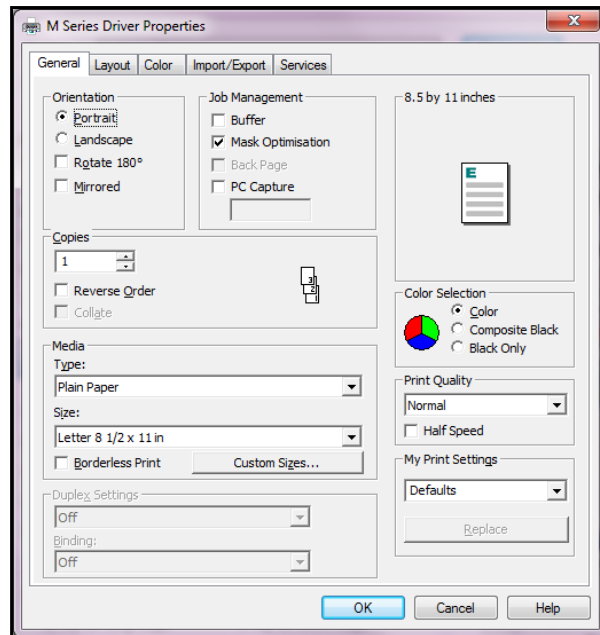 M Series Driver Properties
General Layout Color Import/Export Services
Orientation
Portrait
Landscape
Rotate 180°
Mirrored
Job Management
Buffer
Mask Optimisation
Back Page
PC Capture
8.5 by 11 inches
E
Copies
1
Reverse Order
Collate
3
2
1
Color Selection
Color
Composite Black
Black Only
Media
Type:
Plain Paper
Size:
Letter 8 1/2 x 11 in
Borderless Print
Custom Sizes...
Print Quality
Normal
Half Speed
My Print Settings
Defaults
Replace
Duplex Settings
Off
Binding:
Off
OK Cancel Help